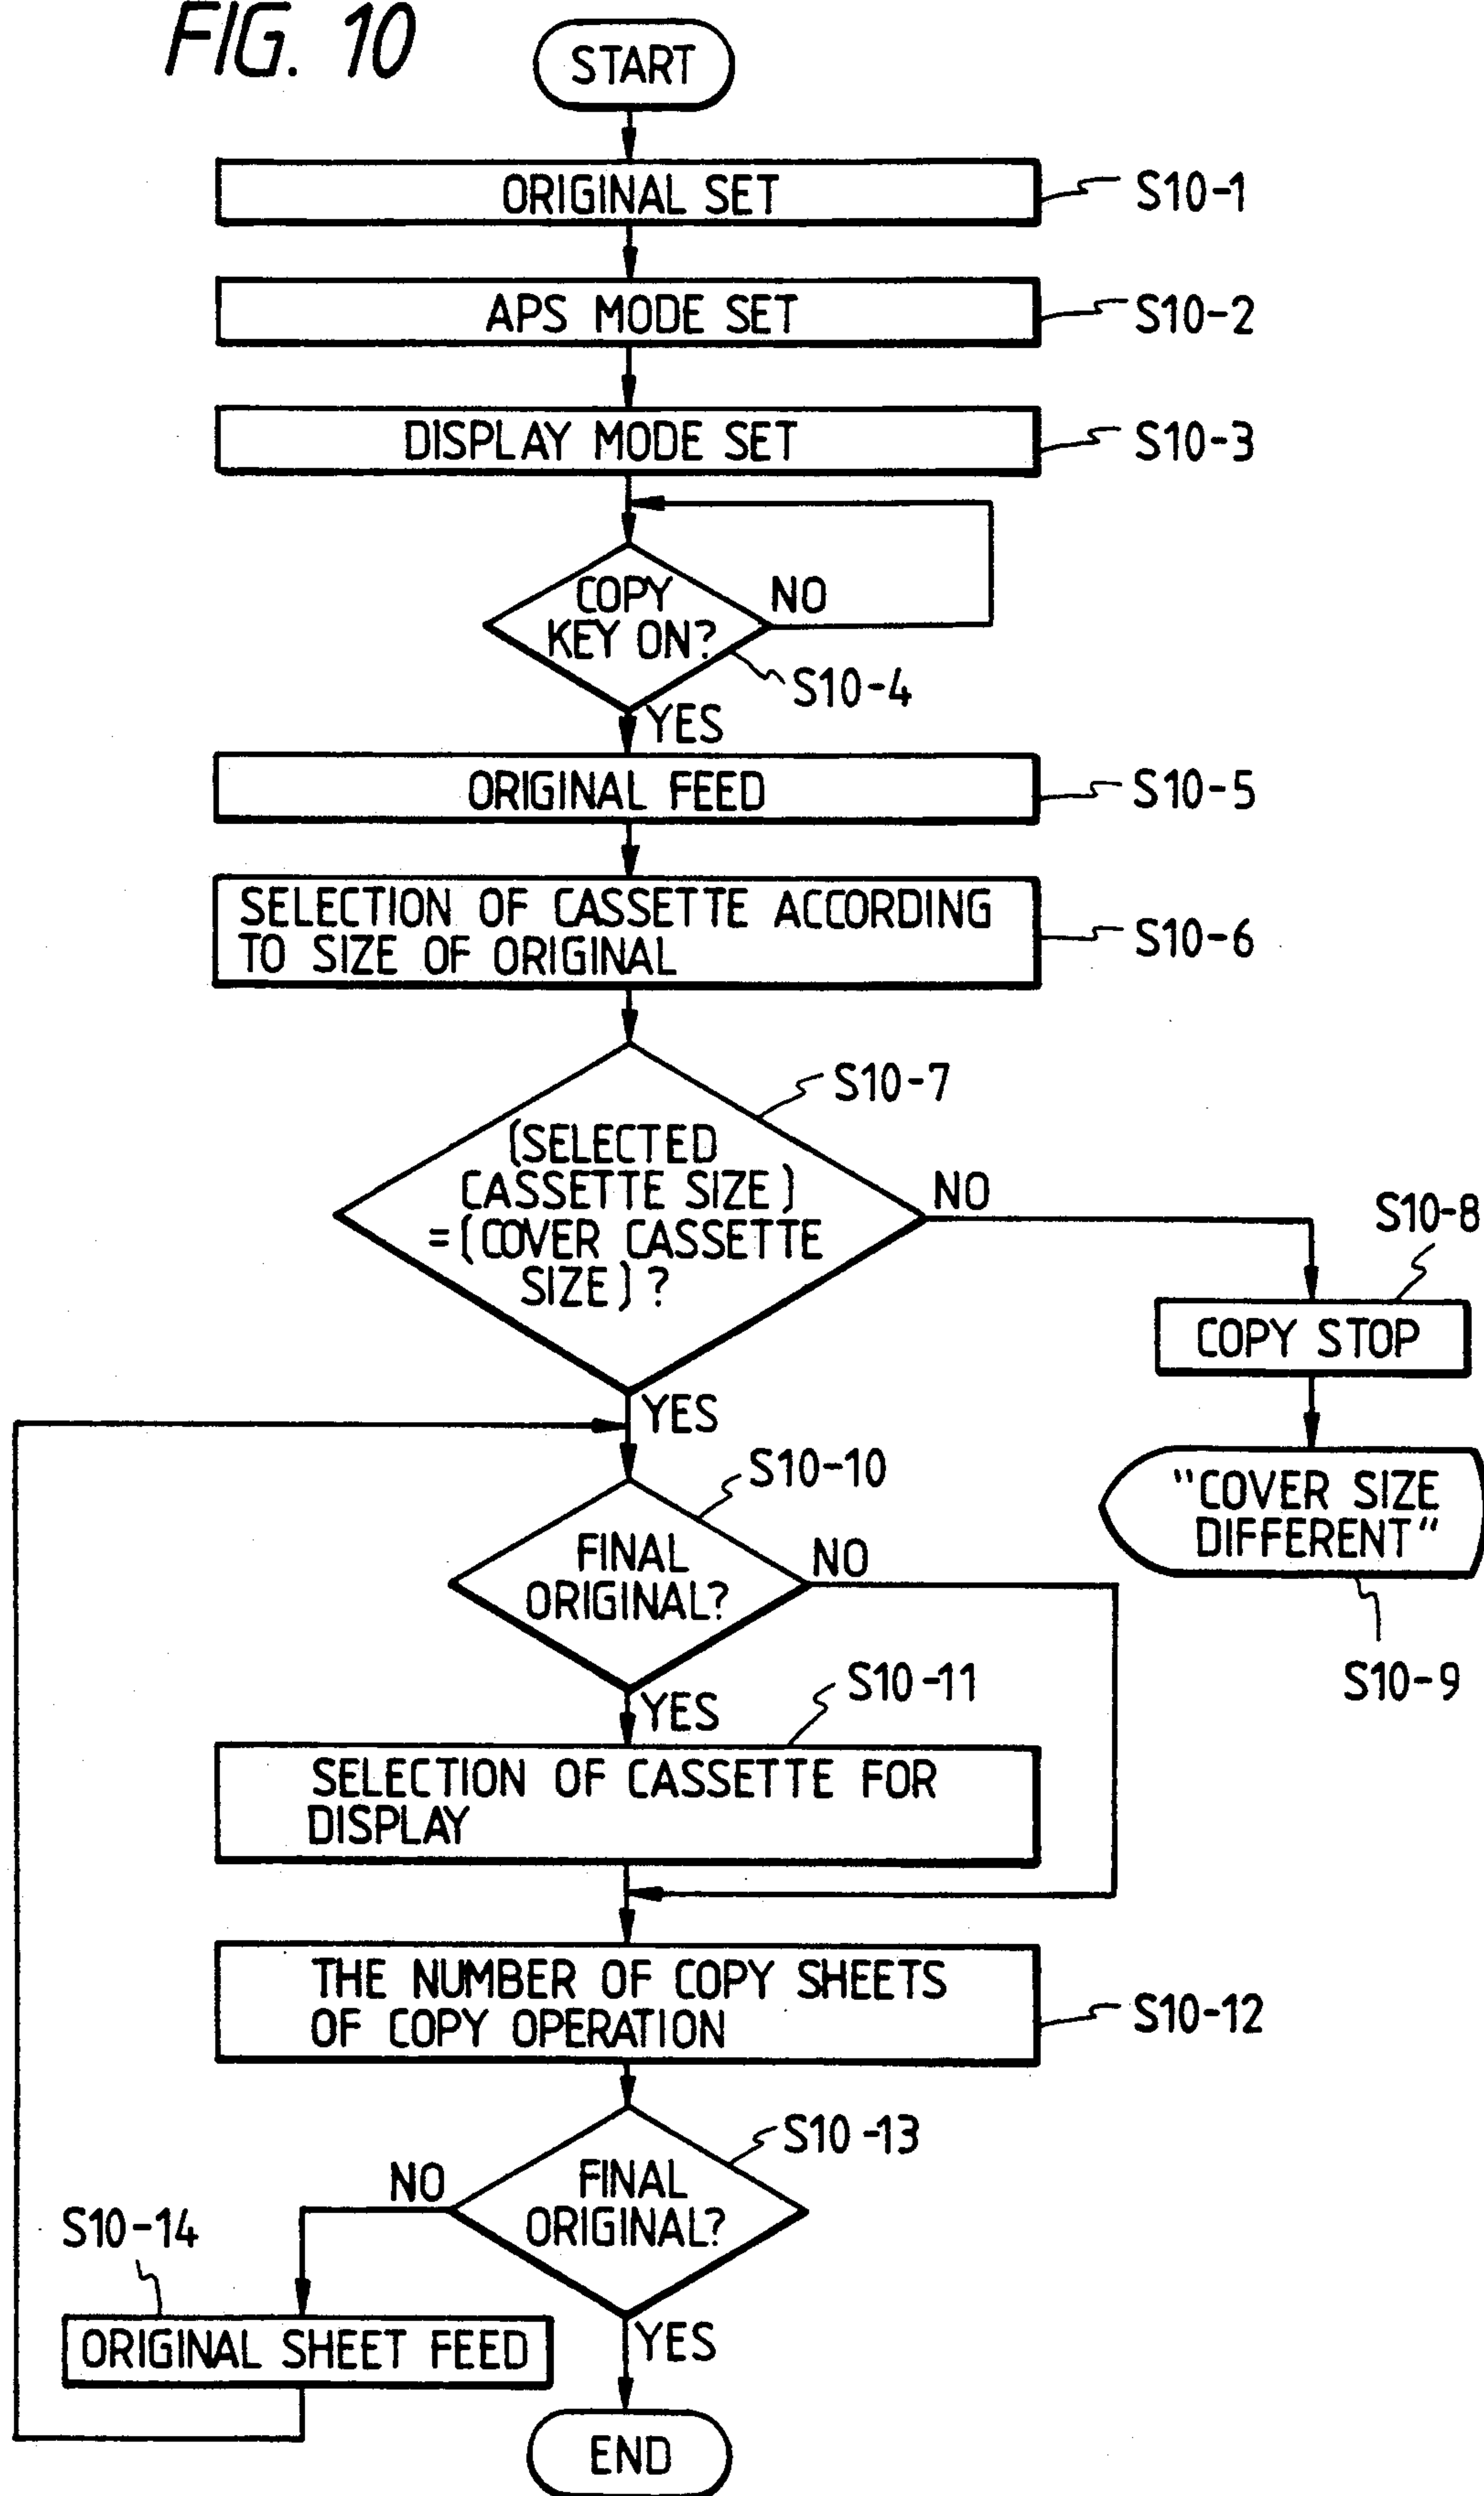 FIG. 10
START
ORIGINAL SET
S10-1
APS MODE SET
S10-2
DISPLAY MODE SET
S10-3
COPY
KEY ON?
NO
S10-4
YES
ORIGINAL FEED
S10-5
SELECTION OF CASSETTE ACCORDING
TO SIZE OF ORIGINAL
S10-6
S10-7
(SELECTED
CASSETTE SIZE)
=(COVER CASSETTE
SIZE)?
NO
YES
S10-8
COPY STOP
"COVER SIZE
DIFFERENT"
S10-9
S10-10
FINAL
ORIGINAL?
NO
YES
S10-11
SELECTION OF CASSETTE FOR
DISPLAY
THE NUMBER OF COPY SHEETS
OF COPY OPERATION
S10-12
S10-13
FINAL
ORIGINAL?
NO
S10-14
ORIGINAL SHEET FEED
YES
END